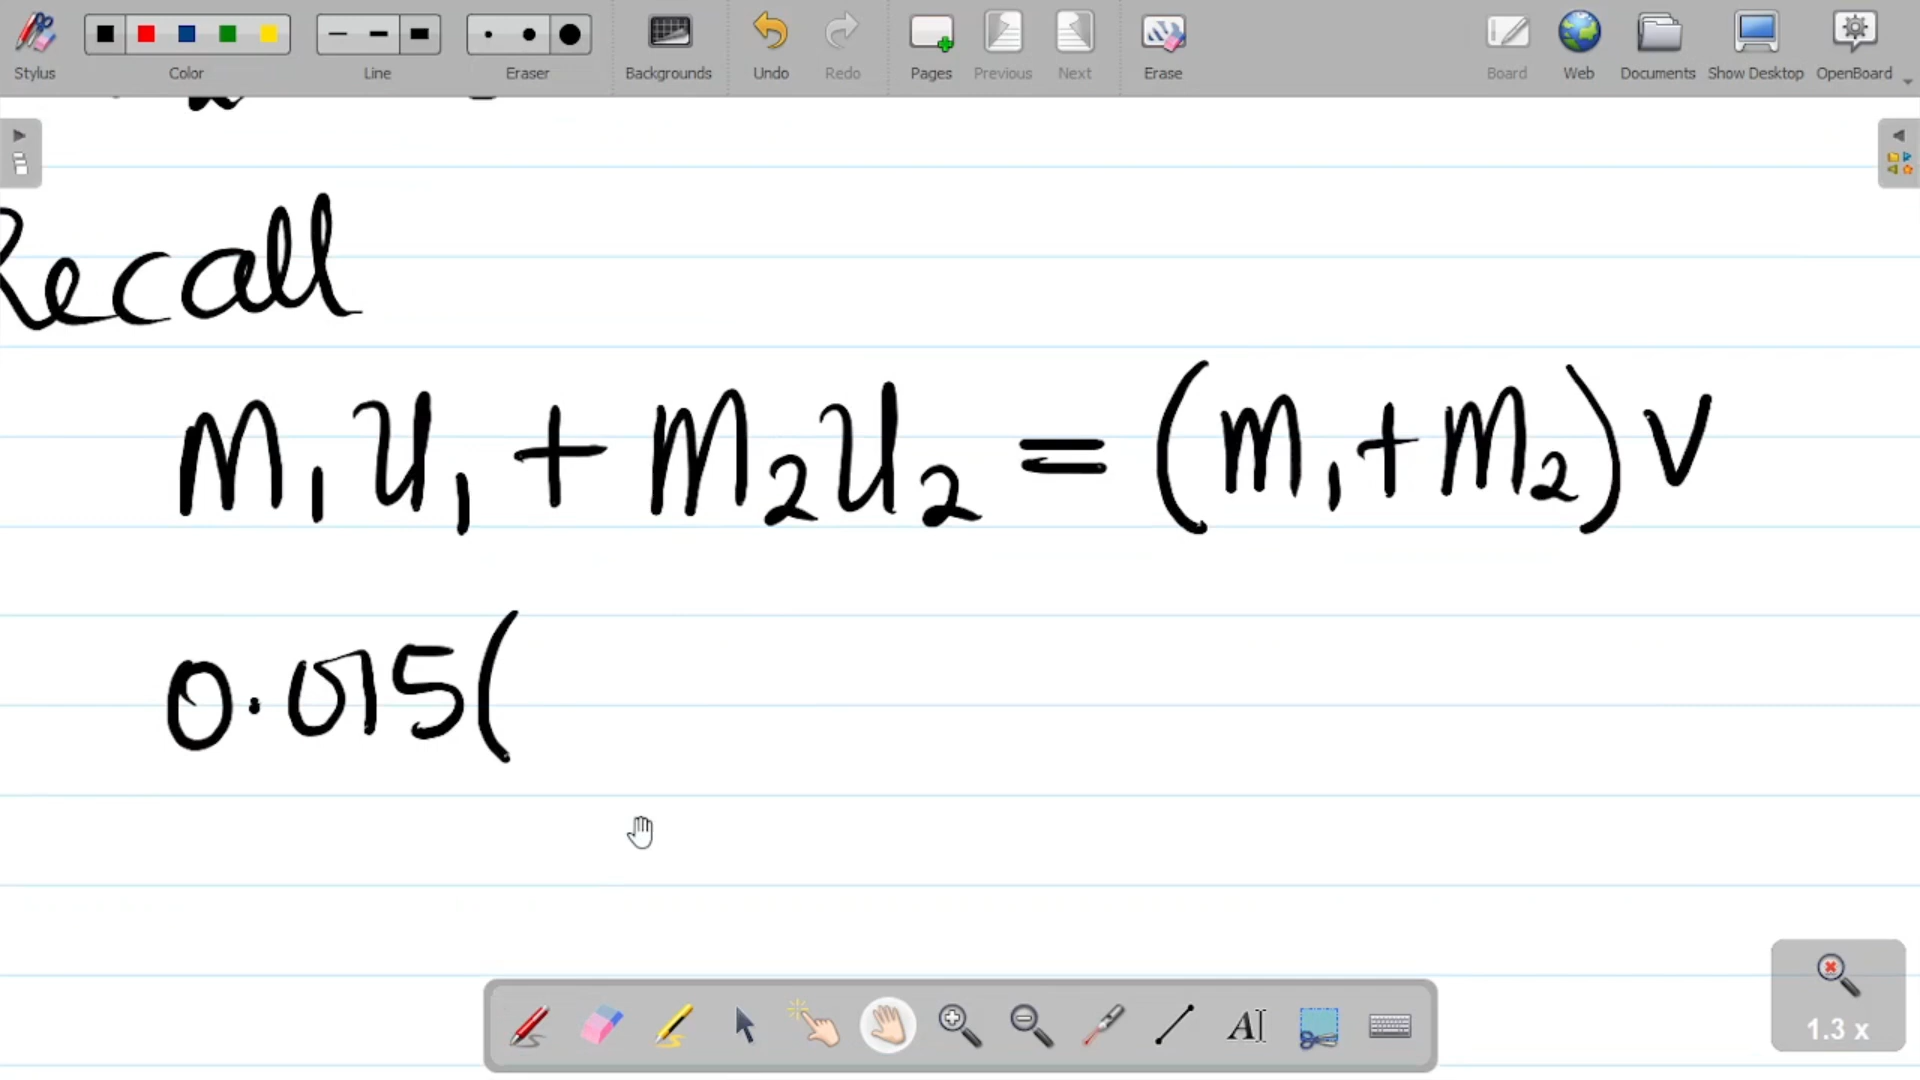 Stylus Color Line Eraser Backgrounds Undo Redo Pages Previous Next Erase Board Web Documents Show Desktop OpenBoard
Recall
M₁U₁ + M₂U₂ = (m₁+m₂)v
0.015(
1.3 x